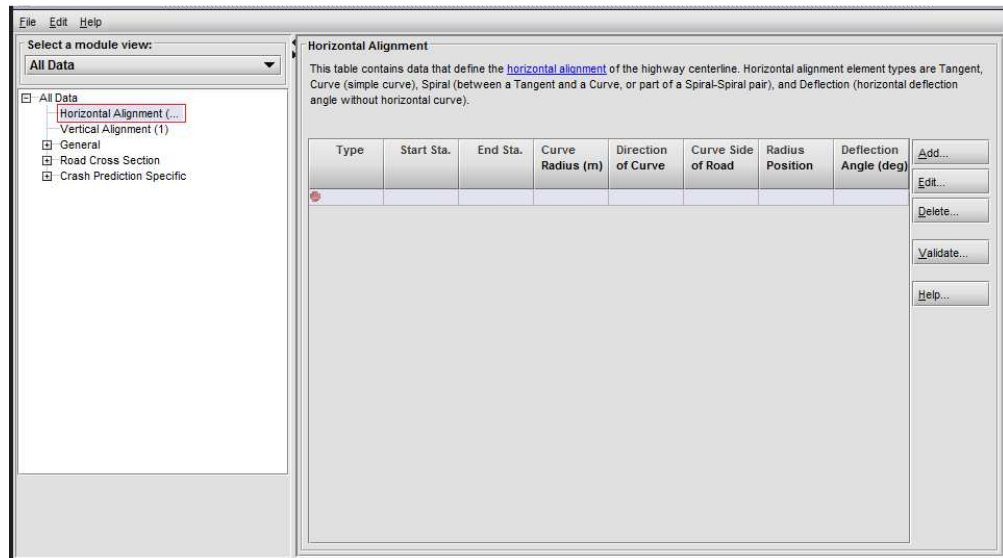 File Edit Help
Select a module view:
All Data
All Data
Horizontal Alignment (...
Vertical Alignment (1)
General
Road Cross Section
Crash Prediction Specific
Horizontal Alignment
This table contains data that define the horizontal alignment of the highway centerline. Horizontal alignment element types are Tangent,
Curve (simple curve), Spiral (between a Tangent and a Curve, or part of a Spiral-Spiral pair), and Deflection (horizontal deflection
angle without horizontal curve).
Type Start Sta. End Sta. Curve Direction Curve Side Radius Deflection
Radius (m) of Curve of Road Position Angle (deg)
Add...
Edit...
Delete...
Validate...
Help...